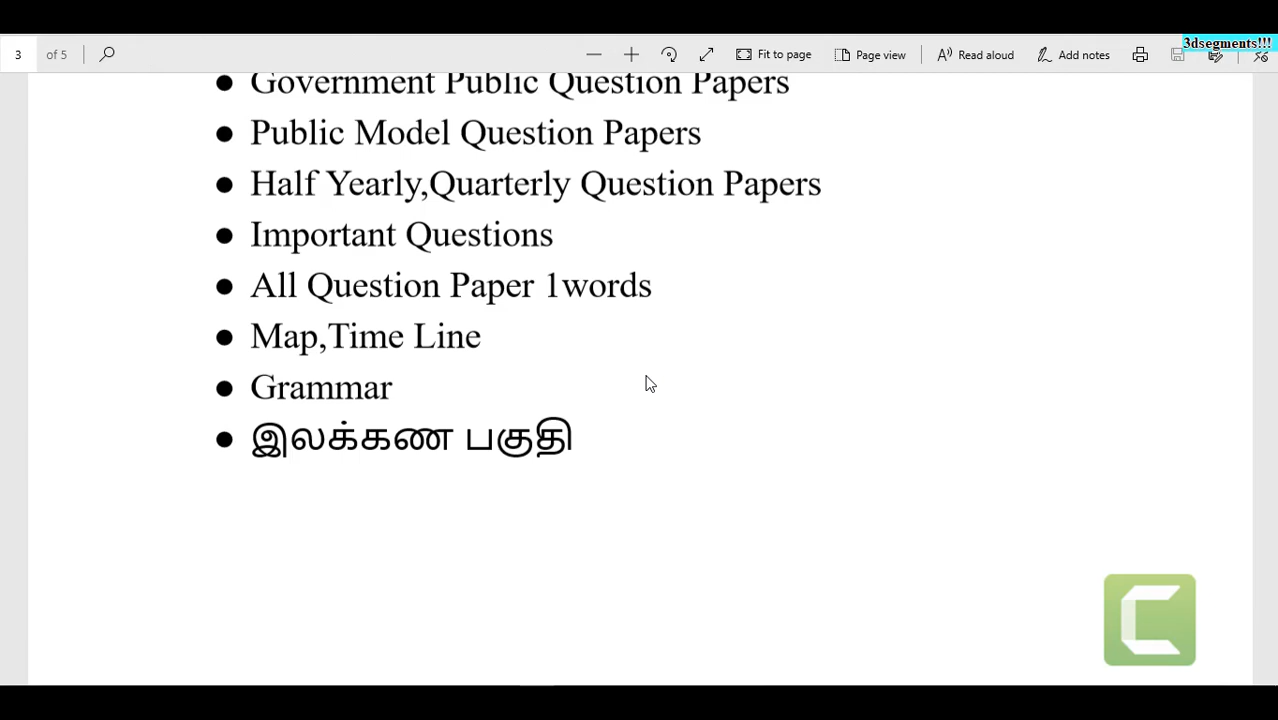 3dsegments!!!
3 of 5 Fit to page Page view Read aloud Add notes
Government Public Question Papers
Public Model Question Papers
Half Yearly,Quarterly Question Papers
Important Questions
All Question Paper 1words
Map,Time Line
Grammar
இலக்கண பகுதி